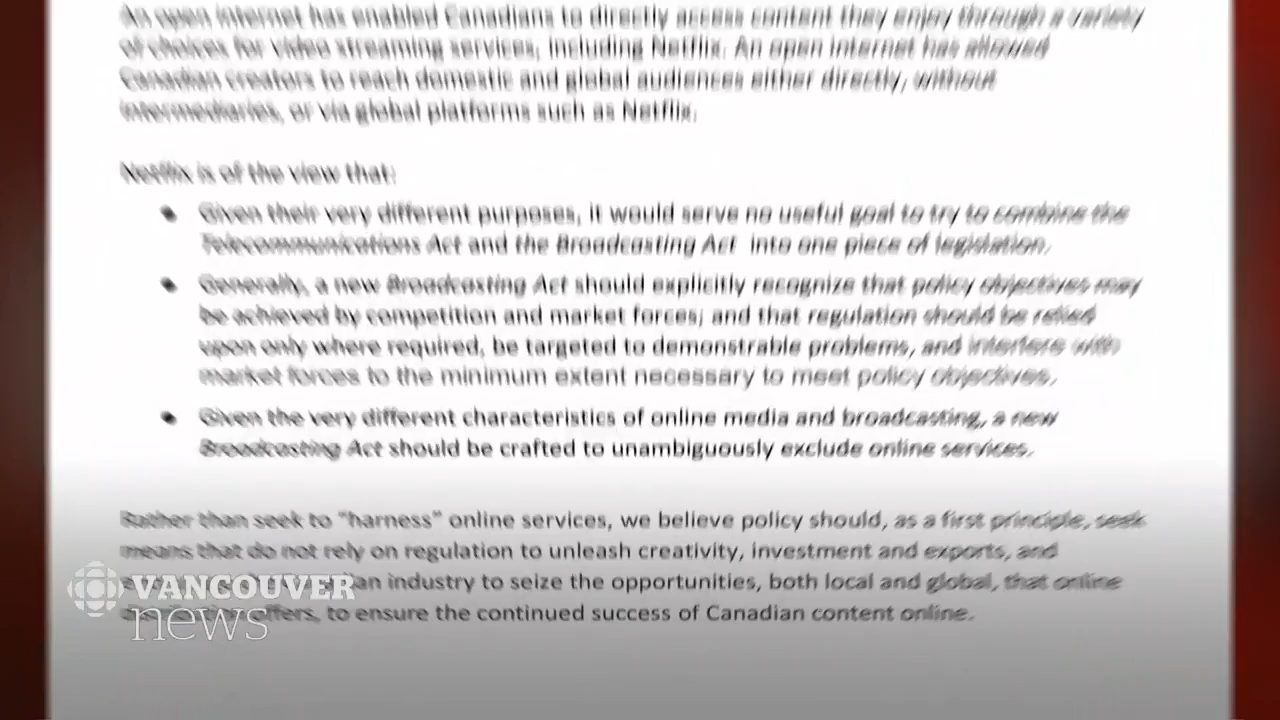 An open internet has enabled Canadians to directly access content they enjoy through a variety
of choices for video streaming services, including Netflix. An open internet has allowed
Canadian creators to reach domestic and global audiences either directly, without
intermediaries, or via global platforms such as Netflix.
Netflix is of the view that:
• Given their very different purposes, it would serve no useful goal to try to combine the
Telecommunications Act and the Broadcasting Act into one piece of legislation.
• Generally, a new Broadcasting Act should explicitly recognize that policy objectives may
be achieved by competition and market forces; and that regulation should be relied
upon only where required, be targeted to demonstrable problems, and interfere with
market forces to the minimum extent necessary to meet policy objectives.
• Given the very different characteristics of online media and broadcasting, a new
Broadcasting Act should be crafted to unambiguously exclude online services.
Rather than seek to "harness" online services, we believe policy should, as a first principle, seek
means that do not rely on regulation to unleash creativity, investment and exports, and
industry to seize the opportunities, both local and global, that online
offers, to ensure the continued success of Canadian content online.
VANCOUVER
news